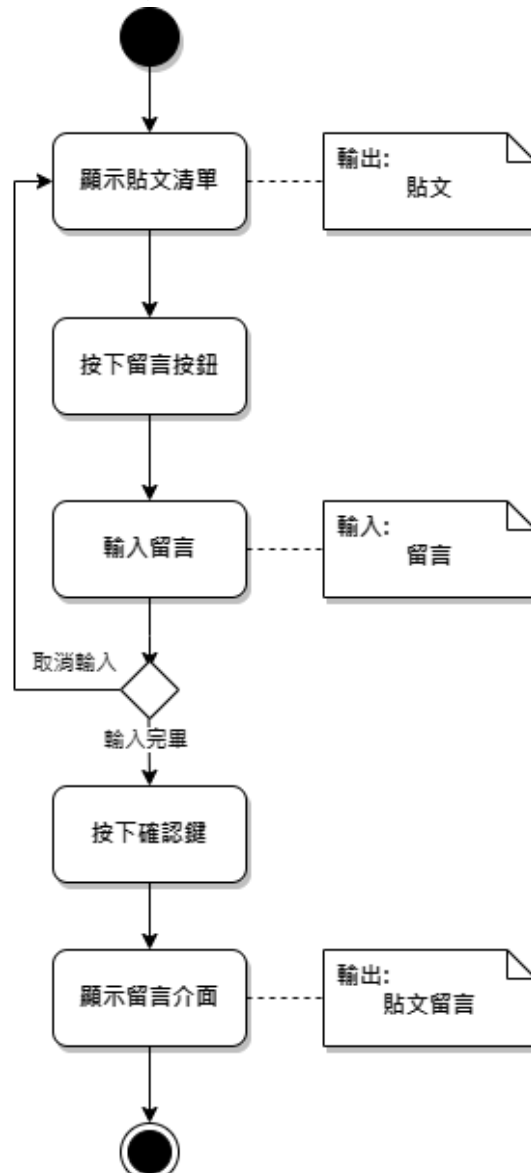 顯示貼文清單
輸出:
貼文
按下留言按鈕
輸入留言
輸入:
留言
取消輸入
輸入完畢
按下確認鍵
顯示留言介面
輸出:
貼文留言